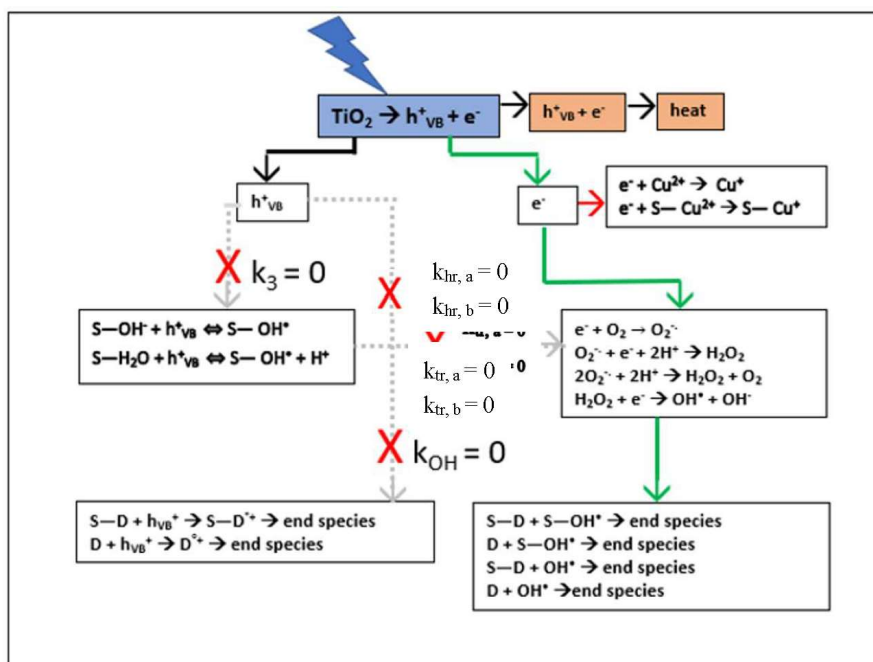 TiO₂ → h⁺VB + e⁻
h⁺VB + e⁻
heat
h⁺VB
e⁻
e⁻ + Cu²⁺ → Cu⁺
e⁻ + S— Cu²⁺ → S— Cu⁺
k₃ = 0
khr, a = 0
khr, b = 0
S—OH⁻ + h⁺VB ⇔ S— OH•
S—H₂O + h⁺VB ⇔ S— OH• + H⁺
ktr, a = 0
ktr, b = 0
e⁻ + O₂ → O₂⁻·
O₂⁻· + e⁻ + 2H⁺ → H₂O₂
2O₂⁻· + 2H⁺ → H₂O₂ + O₂
H₂O₂ + e⁻ → OH• + OH⁻
kOH = 0
S—D + hVB⁺ → S—D°⁺ → end species
D + hVB⁺ → D°⁺ → end species
S—D + S—OH• → end species
D + S—OH• → end species
S—D + OH• → end species
D + OH• →end species